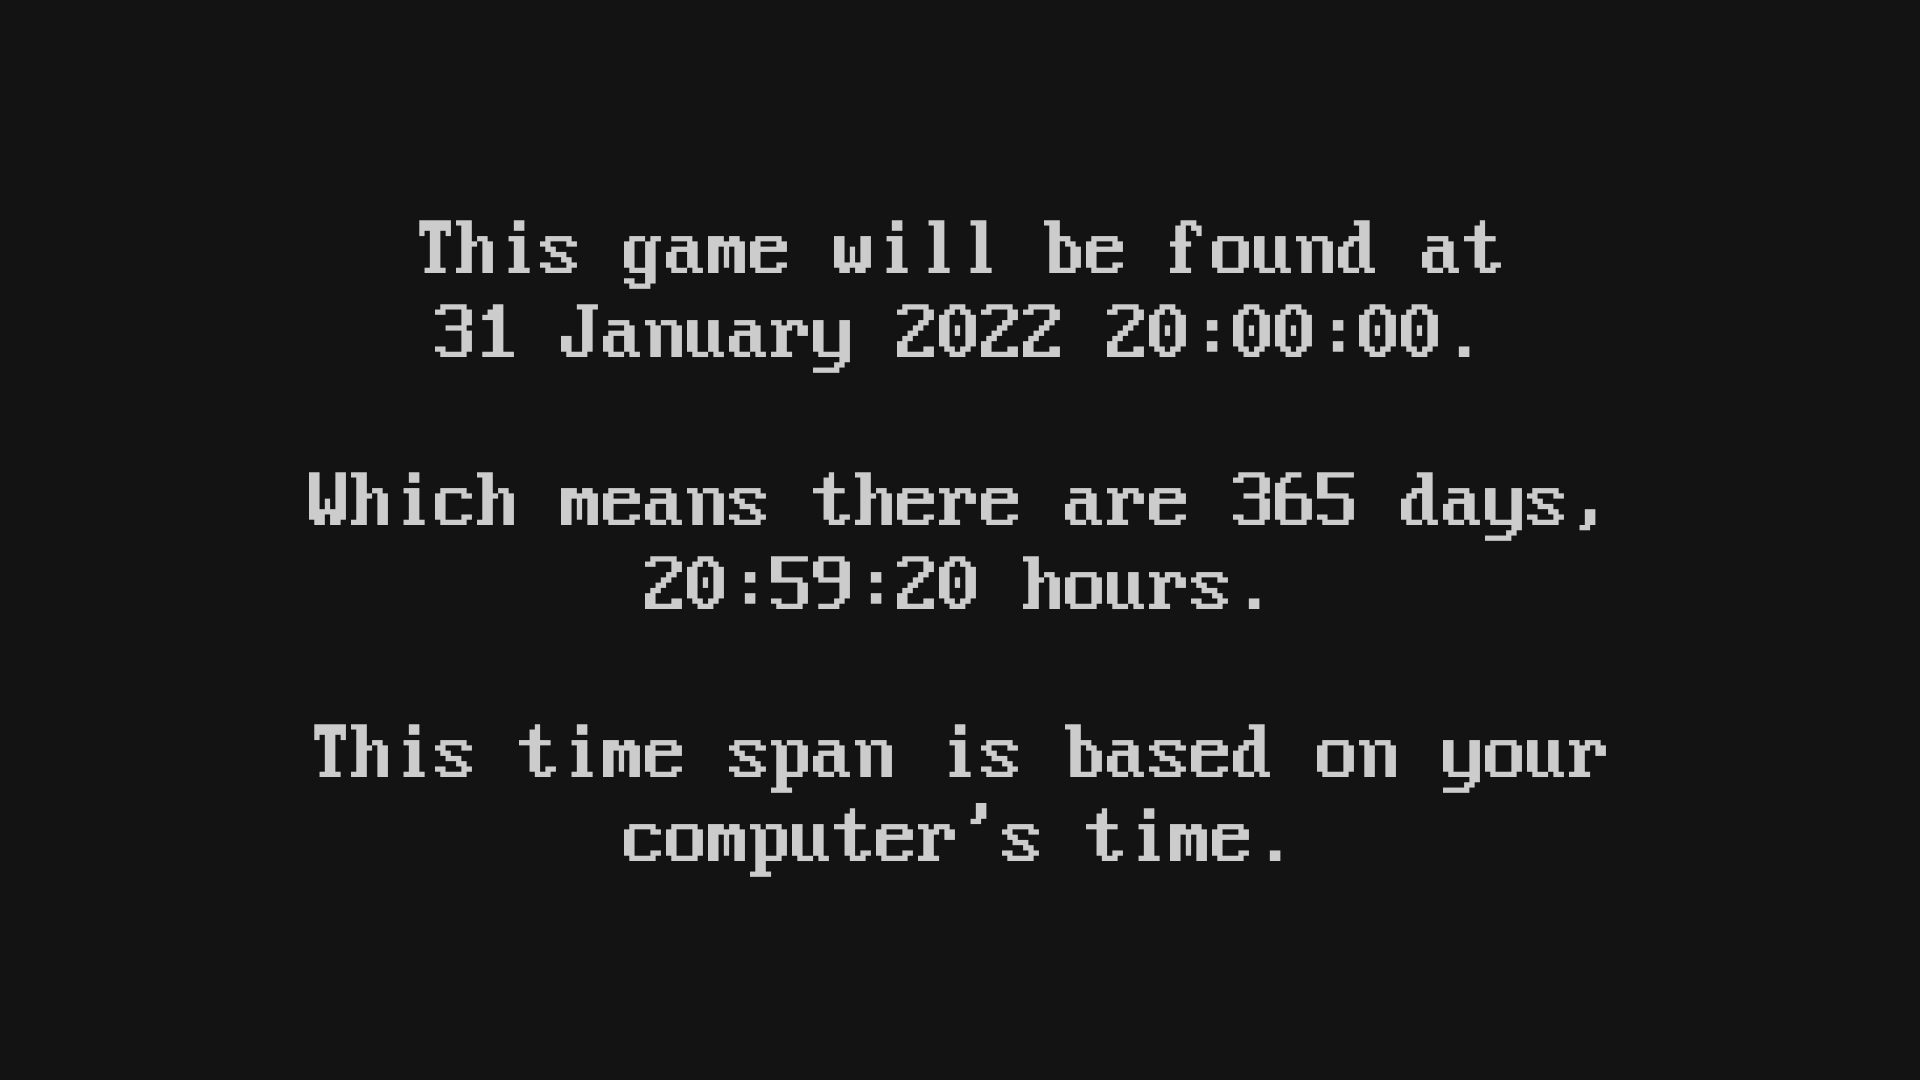 This game will be found at
31 January 2022 20:00:00.
Which means there are 365 days,
20:59:20 hours.
This time span is based on your
computer's time.